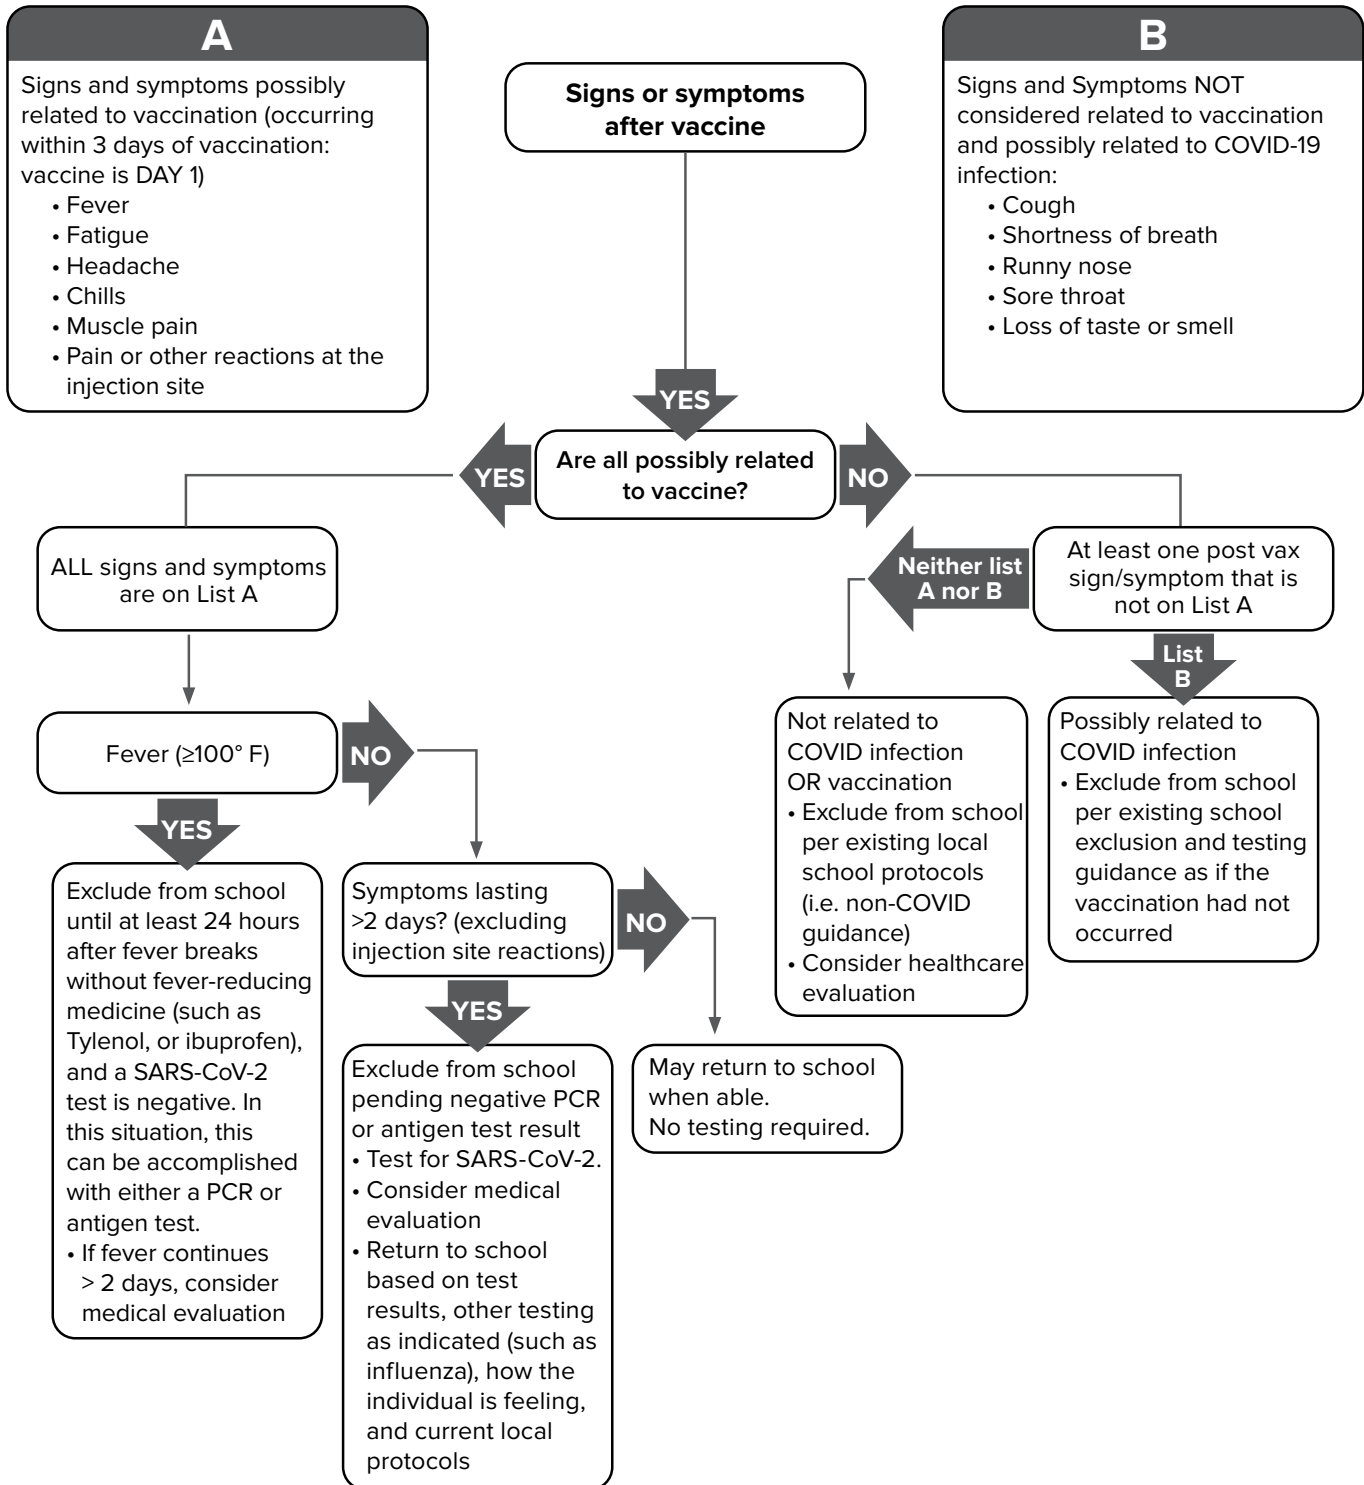 A
Signs and symptoms possibly
related to vaccination (occurring
within 3 days of vaccination:
vaccine is DAY 1)
• Fever
• Fatigue
• Headache
• Chills
• Muscle pain
• Pain or other reactions at the
injection site
Signs or symptoms
after vaccine
B
Signs and Symptoms NOT
considered related to vaccination
and possibly related to COVID-19
infection:
• Cough
• Shortness of breath
• Runny nose
• Sore throat
• Loss of taste or smell
YES
Are all possibly related
to vaccine?
YES
NO
ALL signs and symptoms
are on List A
At least one post vax
sign/symptom that is
not on List A
Neither list
A nor B
List
B
Fever (≥100° F)
NO
YES
Not related to
COVID infection
OR vaccination
• Exclude from school
per existing local
school protocols
(i.e. non-COVID
guidance)
• Consider healthcare
evaluation
Possibly related to
COVID infection
• Exclude from school
per existing school
exclusion and testing
guidance as if the
vaccination had not
occurred
Exclude from school
until at least 24 hours
after fever breaks
without fever-reducing
medicine (such as
Tylenol, or ibuprofen),
and a SARS-CoV-2
test is negative. In
this situation, this
can be accomplished
with either a PCR or
antigen test.
• If fever continues
> 2 days, consider
medical evaluation
Symptoms lasting
>2 days? (excluding
injection site reactions)
NO
YES
Exclude from school
pending negative PCR
or antigen test result
• Test for SARS-CoV-2.
• Consider medical
evaluation
• Return to school
based on test
results, other testing
as indicated (such as
influenza), how the
individual is feeling,
and current local
protocols
May return to school
when able.
No testing required.